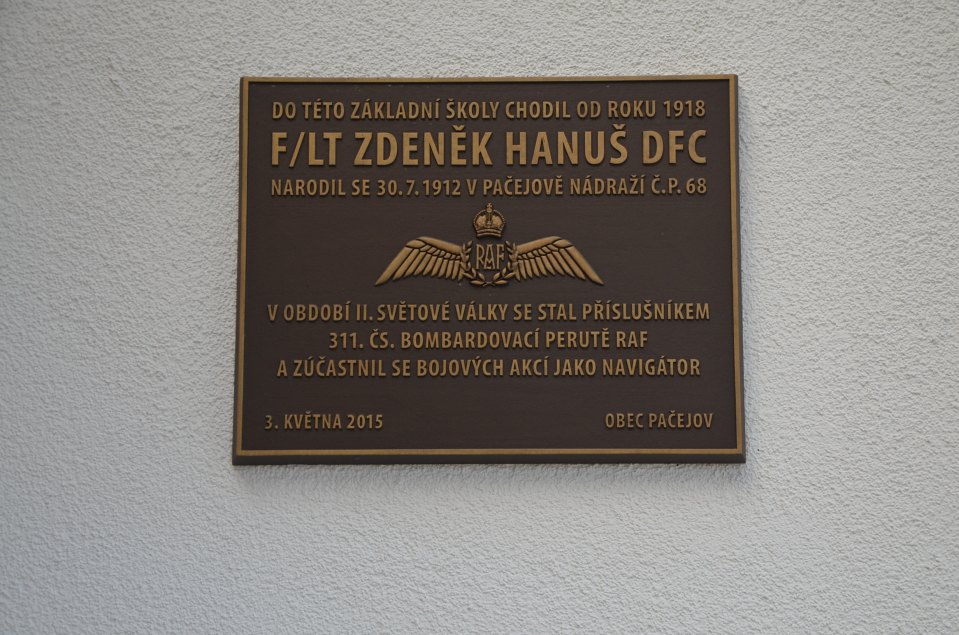 DO TÉTO ZÁKLADNÍ ŠKOLY CHODIL OD ROKU 1918
F/LT ZDENĚK HANUŠ DFC
NARODIL SE 30.7.1912 V PAČEJOVĚ NÁDRAŽÍ Č.P. 68
RAF
V OBDOBÍ II. SVĚTOVÉ VÁLKY SE STAL PŘÍSLUŠNÍKEM
311. ČS. BOMBARDOVACÍ PERUTĚ RAF
A ZÚČASTNIL SE BOJOVÝCH AKCÍ JAKO NAVIGÁTOR
3. KVĚTNA 2015 OBEC PAČEJOV